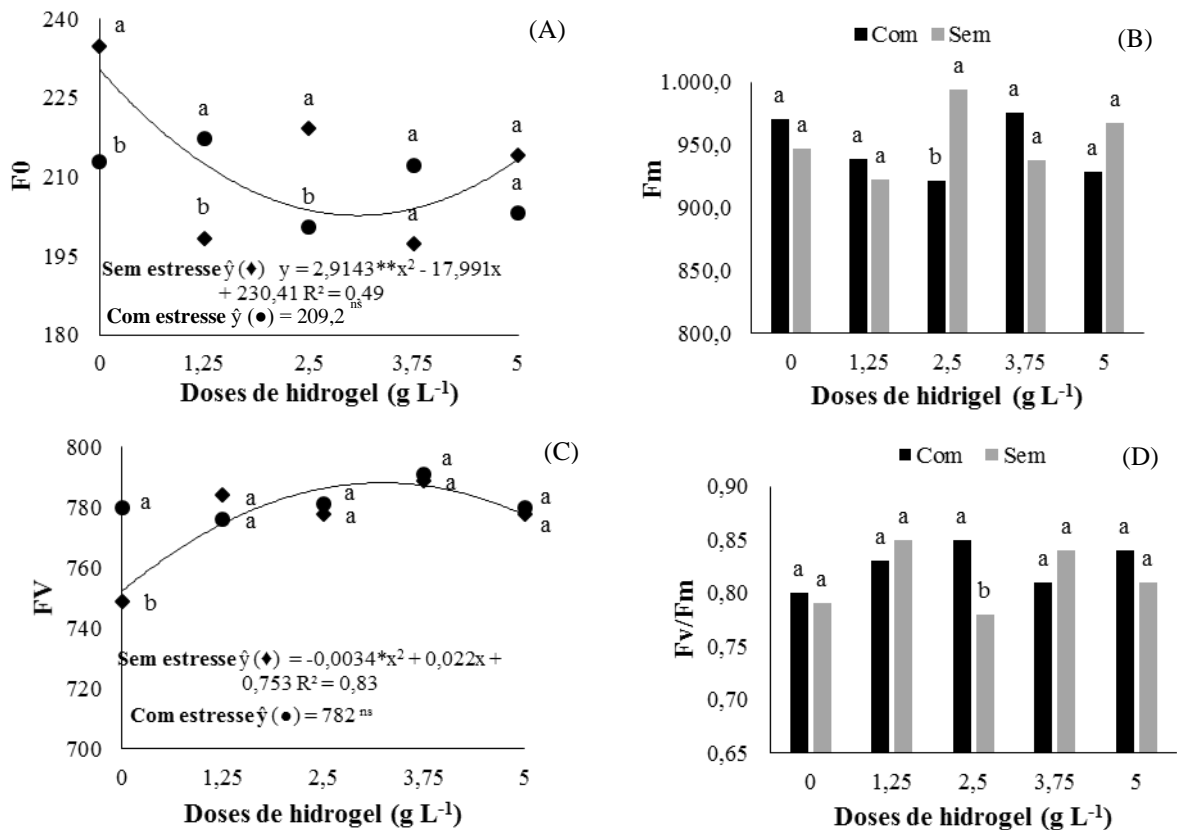 (A)
240
225
210
195
180
F0
a
b
a
b
a
b
a
a
a
a
Sem estresse ŷ (♦) y = 2,9143**x² - 17,991x
+ 230,41 R² = 0,49
Com estresse ŷ (●) = 209,2 ns
0 1,25 2,5 3,75 5
Doses de hidrogel (g L⁻¹)
(B)
Com Sem
1.000,0
950,0
900,0
850,0
800,0
Fm
a a a a b a a a a a
0 1,25 2,5 3,75 5
Doses de hidrigel (g L⁻¹)
(C)
800
780
760
740
720
700
FV
a
b
a
a
a
a
a
a
a
a
Sem estresse ŷ (♦) = -0,0034*x² + 0,022x +
0,753 R² = 0,83
Com estresse ŷ (●) = 782 ns
0 1,25 2,5 3,75 5
Doses de hidrogel (g L⁻¹)
(D)
Com Sem
0,90
0,85
0,80
0,75
0,70
0,65
Fv/Fm
a a a a a b a a a a
0 1,25 2,5 3,75 5
Doses de hidrogel (g L⁻¹)